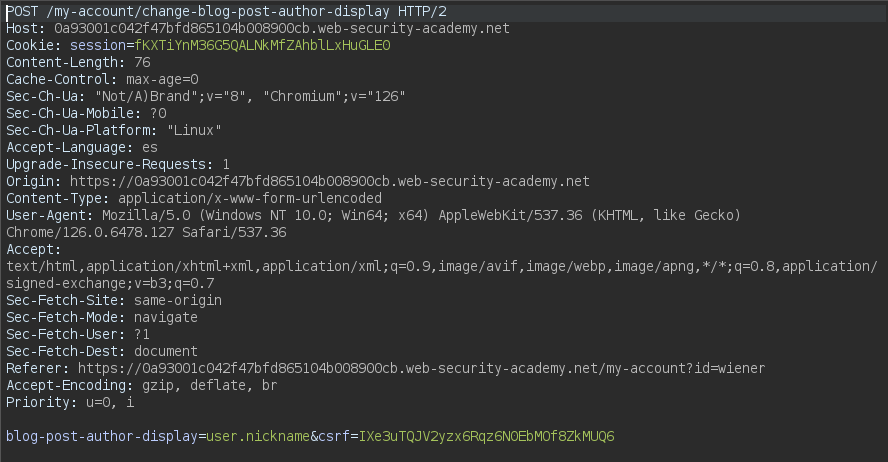 POST /my-account/change-blog-post-author-display HTTP/2
Host: 0a93001c042f47bfd865104b008900cb.web-security-academy.net
Cookie: session=fKXTiYnM36G5QALNkMfZAhblLxHuGLE0
Content-Length: 76
Cache-Control: max-age=0
Sec-Ch-Ua: "Not/A)Brand";v="8", "Chromium";v="126"
Sec-Ch-Ua-Mobile: ?0
Sec-Ch-Ua-Platform: "Linux"
Accept-Language: es
Upgrade-Insecure-Requests: 1
Origin: https://0a93001c042f47bfd865104b008900cb.web-security-academy.net
Content-Type: application/x-www-form-urlencoded
User-Agent: Mozilla/5.0 (Windows NT 10.0; Win64; x64) AppleWebKit/537.36 (KHTML, like Gecko)
Chrome/126.0.6478.127 Safari/537.36
Accept:
text/html,application/xhtml+xml,application/xml;q=0.9,image/avif,image/webp,image/apng,*/*;q=0.8,application/
signed-exchange;v=b3;q=0.7
Sec-Fetch-Site: same-origin
Sec-Fetch-Mode: navigate
Sec-Fetch-User: ?1
Sec-Fetch-Dest: document
Referer: https://0a93001c042f47bfd865104b008900cb.web-security-academy.net/my-account?id=wiener
Accept-Encoding: gzip, deflate, br
Priority: u=0, i
blog-post-author-display=user.nickname&csrf=IXe3uTQJV2yzx6Rqz6N0EbMOf8ZkMUQ6